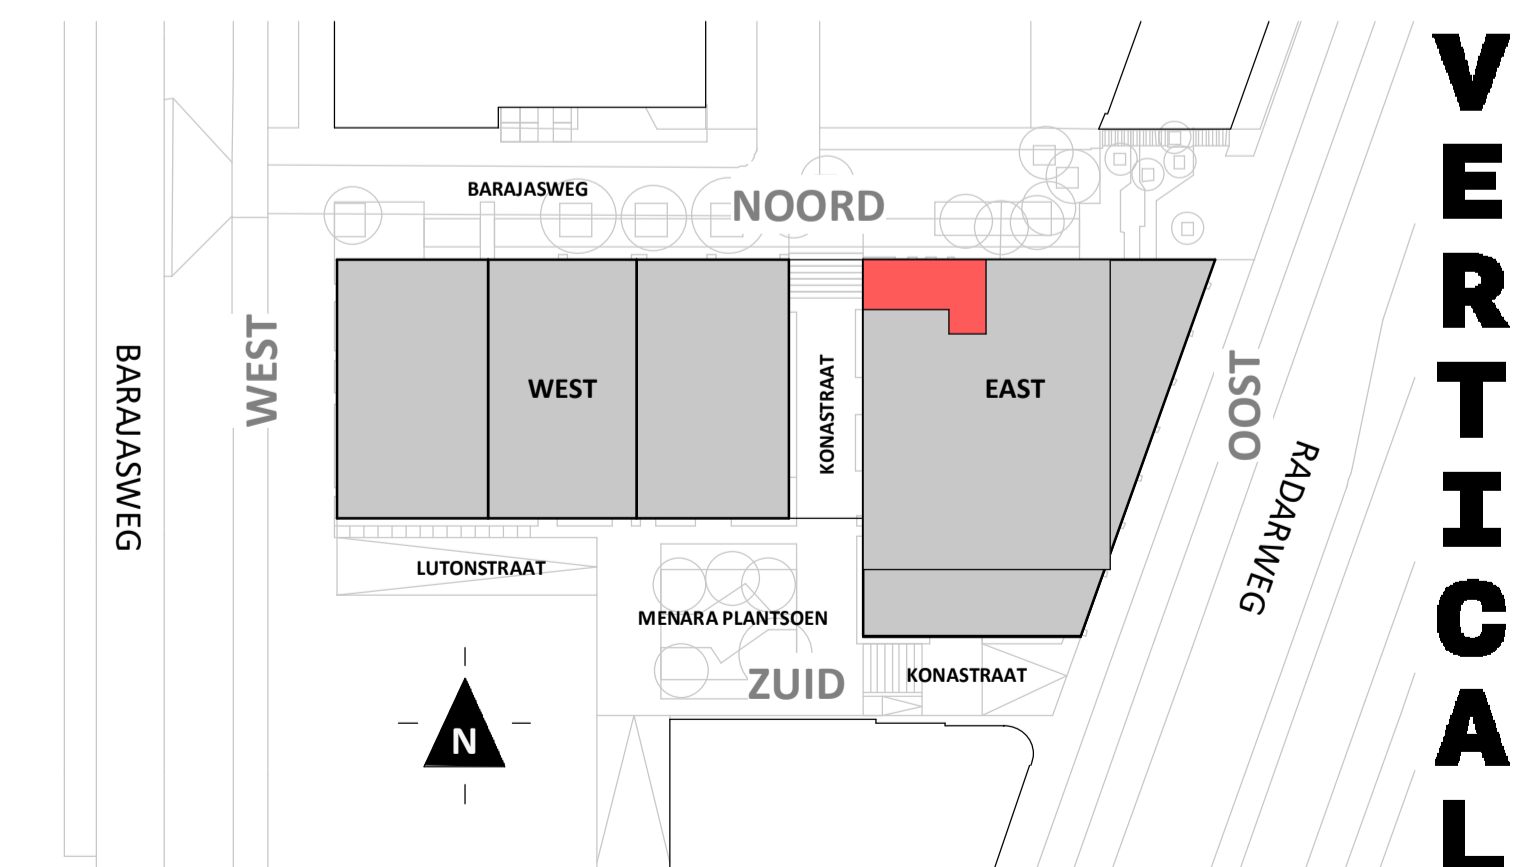 BARAJASWEG
NOORD
WEST
BARAJASWEG
WEST
KONASTRAAT
EAST
OOST
RADARWEG
LUTONSTRAAT
MENARA PLANTSOEN
ZUID
KONASTRAAT
N
VERTICAL